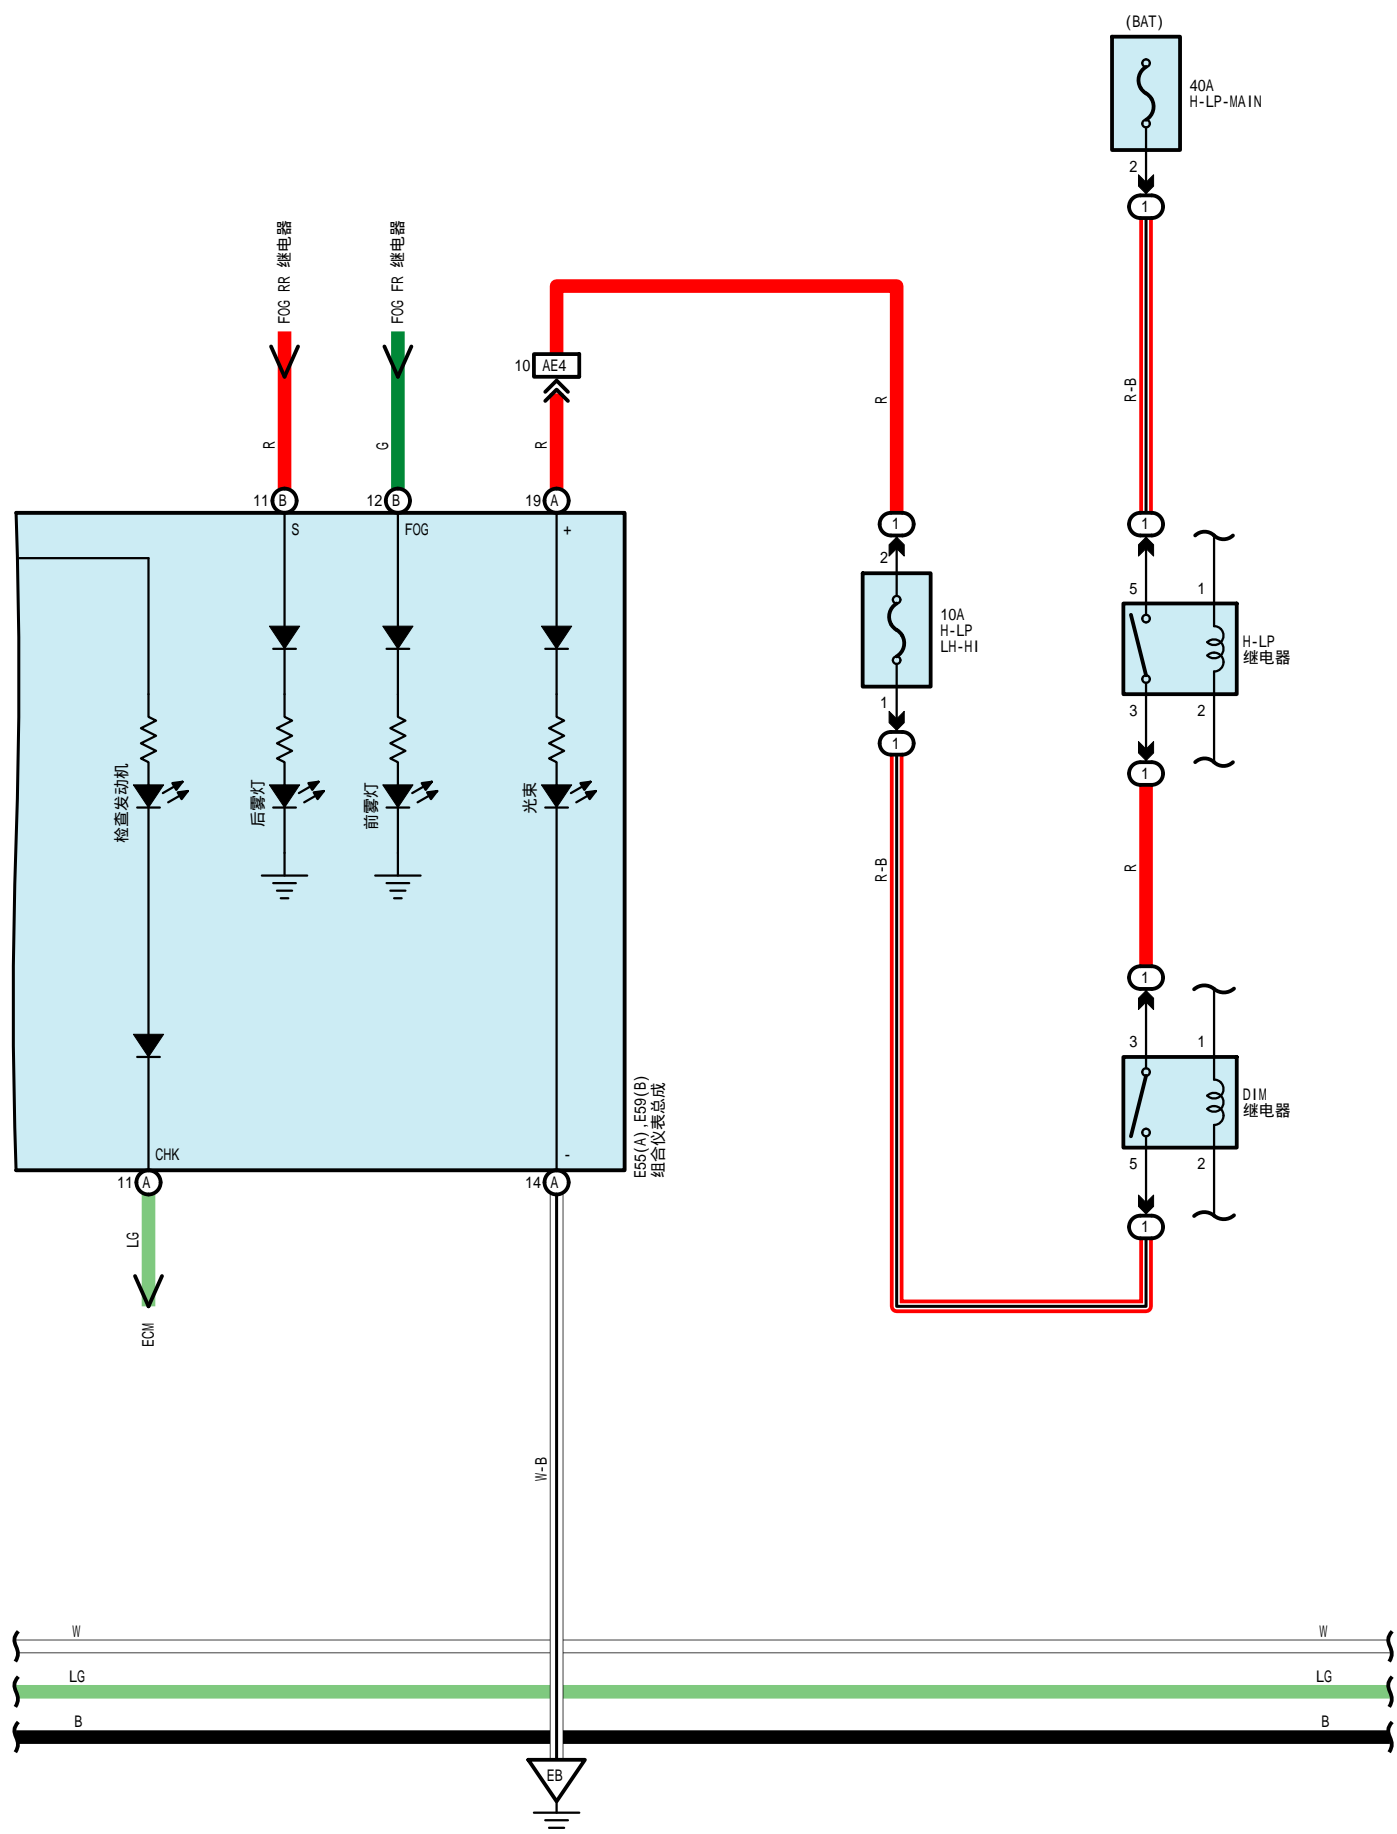 (BAT)
40A
H-LP-MAIN
2
1
FOG RR 继电器
FOG FR 继电器
10
AE4
R
G
R
R
R-B
11
B
12
B
19
A
1
1
S
FOG
+
2
10A
H-LP
LH-HI
5
1
H-LP
继电器
3
2
1
1
1
检查发动机
后雾灯
前雾灯
光束
R-B
R
1
3
1
DIM
继电器
5
2
1
E55(A),E59(B)
组合仪表总成
CHK
-
11
A
14
A
LG
ECM
W-B
W
W
LG
LG
B
B
EB